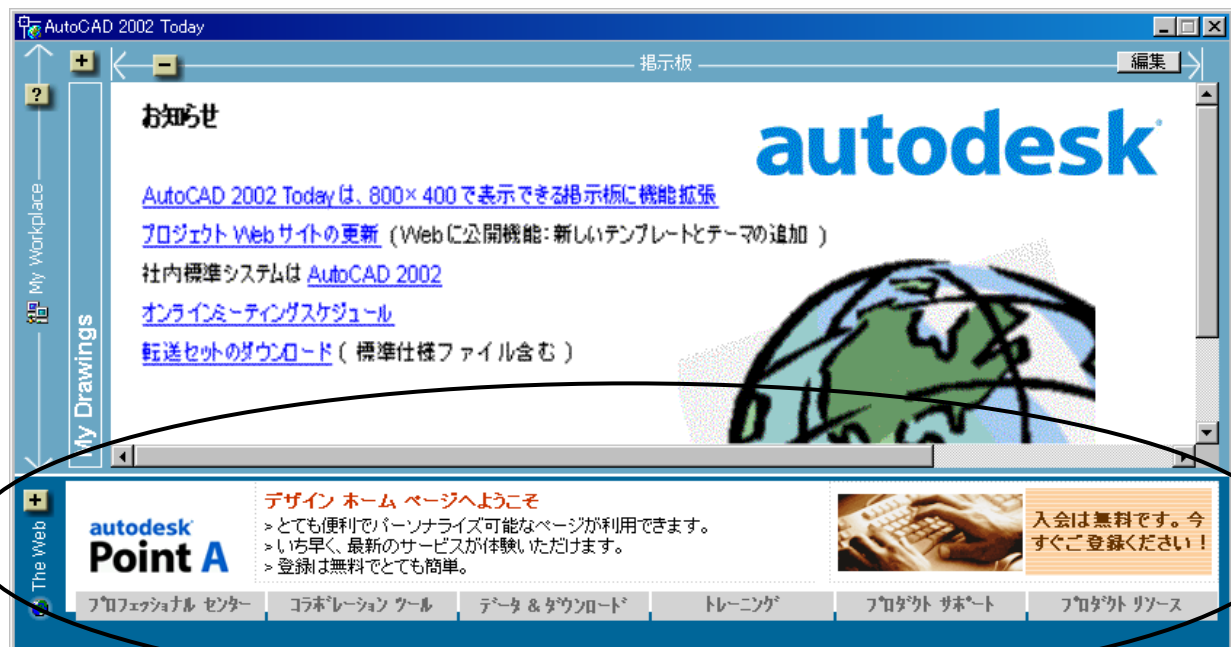 AutoCAD 2002 Today
掲示板
編集
My Workplace
My Drawings
お知らせ
autodesk
AutoCAD 2002 Todayは、800×400で表示できる掲示板に機能拡張
プロジェクト Webサイトの更新 (Webに公開機能：新しいテンプレートとテーマの追加 )
社内標準システムは AutoCAD 2002
オンラインミーティングスケジュール
転送セットのダウンロード ( 標準仕様ファイル含む )
The Web
autodesk
Point A
デザイン ホーム ページへようこそ
>とても便利でパーソナライズ可能なページが利用できます。
>いち早く、最新のサービスが体験いただけます。
>登録は無料でとても簡単。
入会は無料です。今
すぐご登録ください！
ﾌﾟﾛﾌｪｯｼｮﾅﾙ ｾﾝﾀｰ
ｺﾗﾎﾞﾚｰｼｮﾝ ﾂｰﾙ
ﾃﾞｰﾀ & ﾀﾞｳﾝﾛｰﾄﾞ
ﾄﾚｰﾆﾝｸﾞ
ﾌﾟﾛﾀﾞｸﾄ ｻﾎﾟｰﾄ
ﾌﾟﾛﾀﾞｸﾄ ﾘｿｰｽ